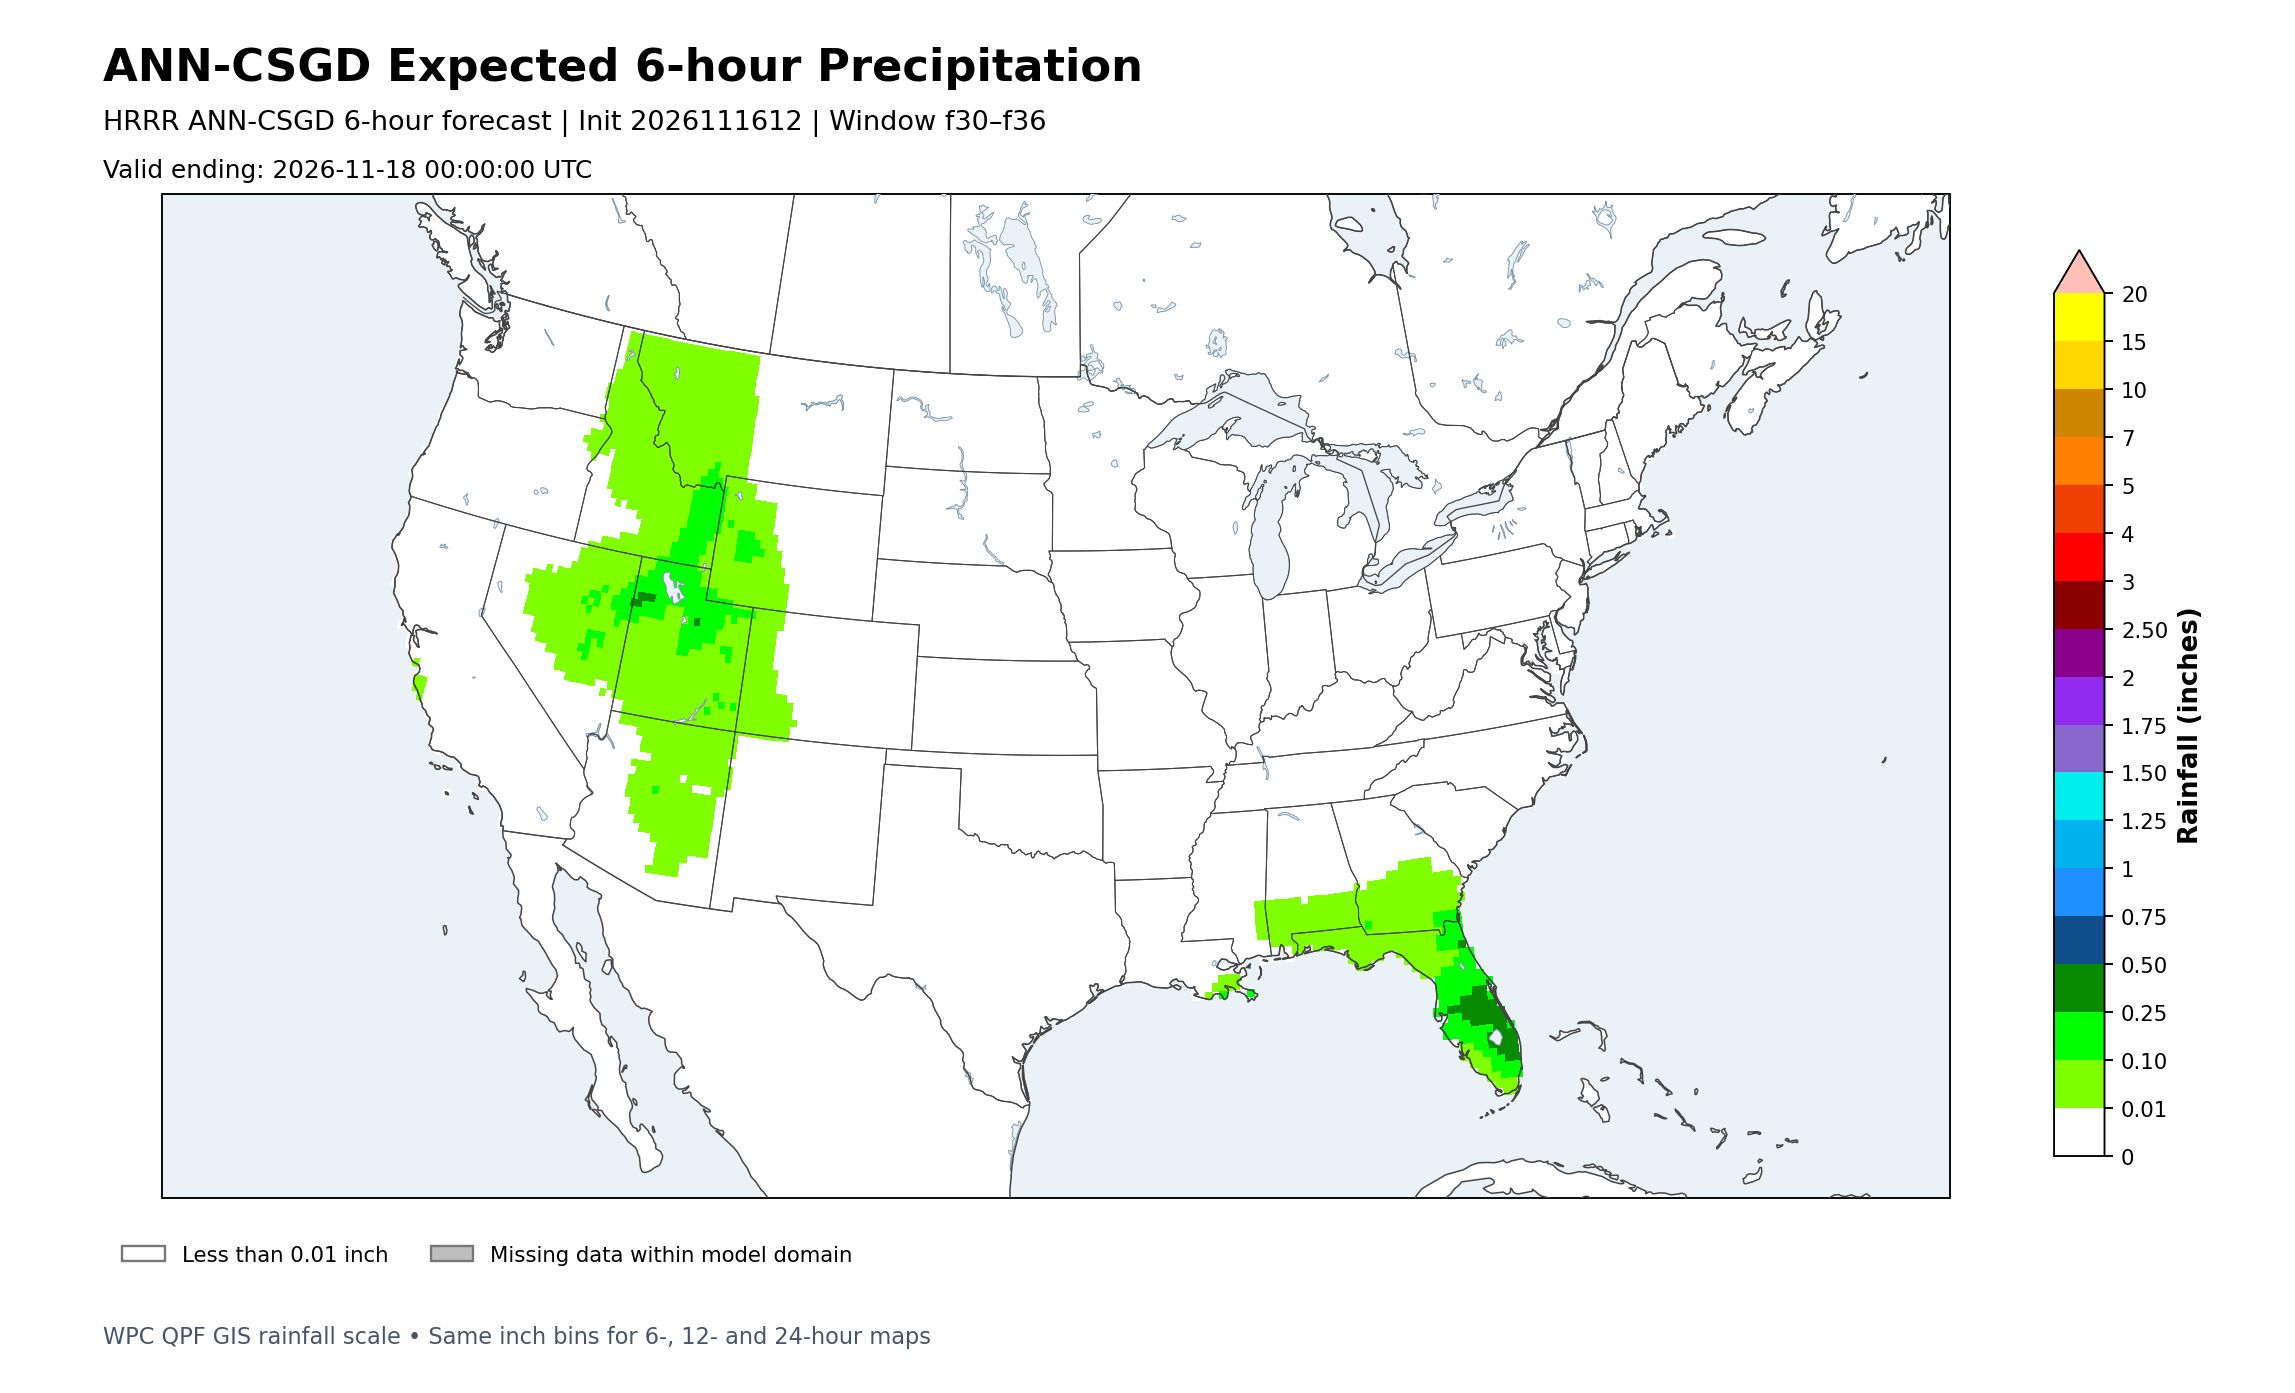 ANN-CSGD Expected 6-hour Precipitation
HRRR ANN-CSGD 6-hour forecast | Init 2026111612 | Window f30–f36
Valid ending: 2026-11-18 00:00:00 UTC
20
15
10
7
5
4
3
2.50
2
1.75
1.50
1.25
1
0.75
0.50
0.25
0.10
0.01
0
Rainfall (inches)
Less than 0.01 inch
Missing data within model domain
WPC QPF GIS rainfall scale • Same inch bins for 6-, 12- and 24-hour maps